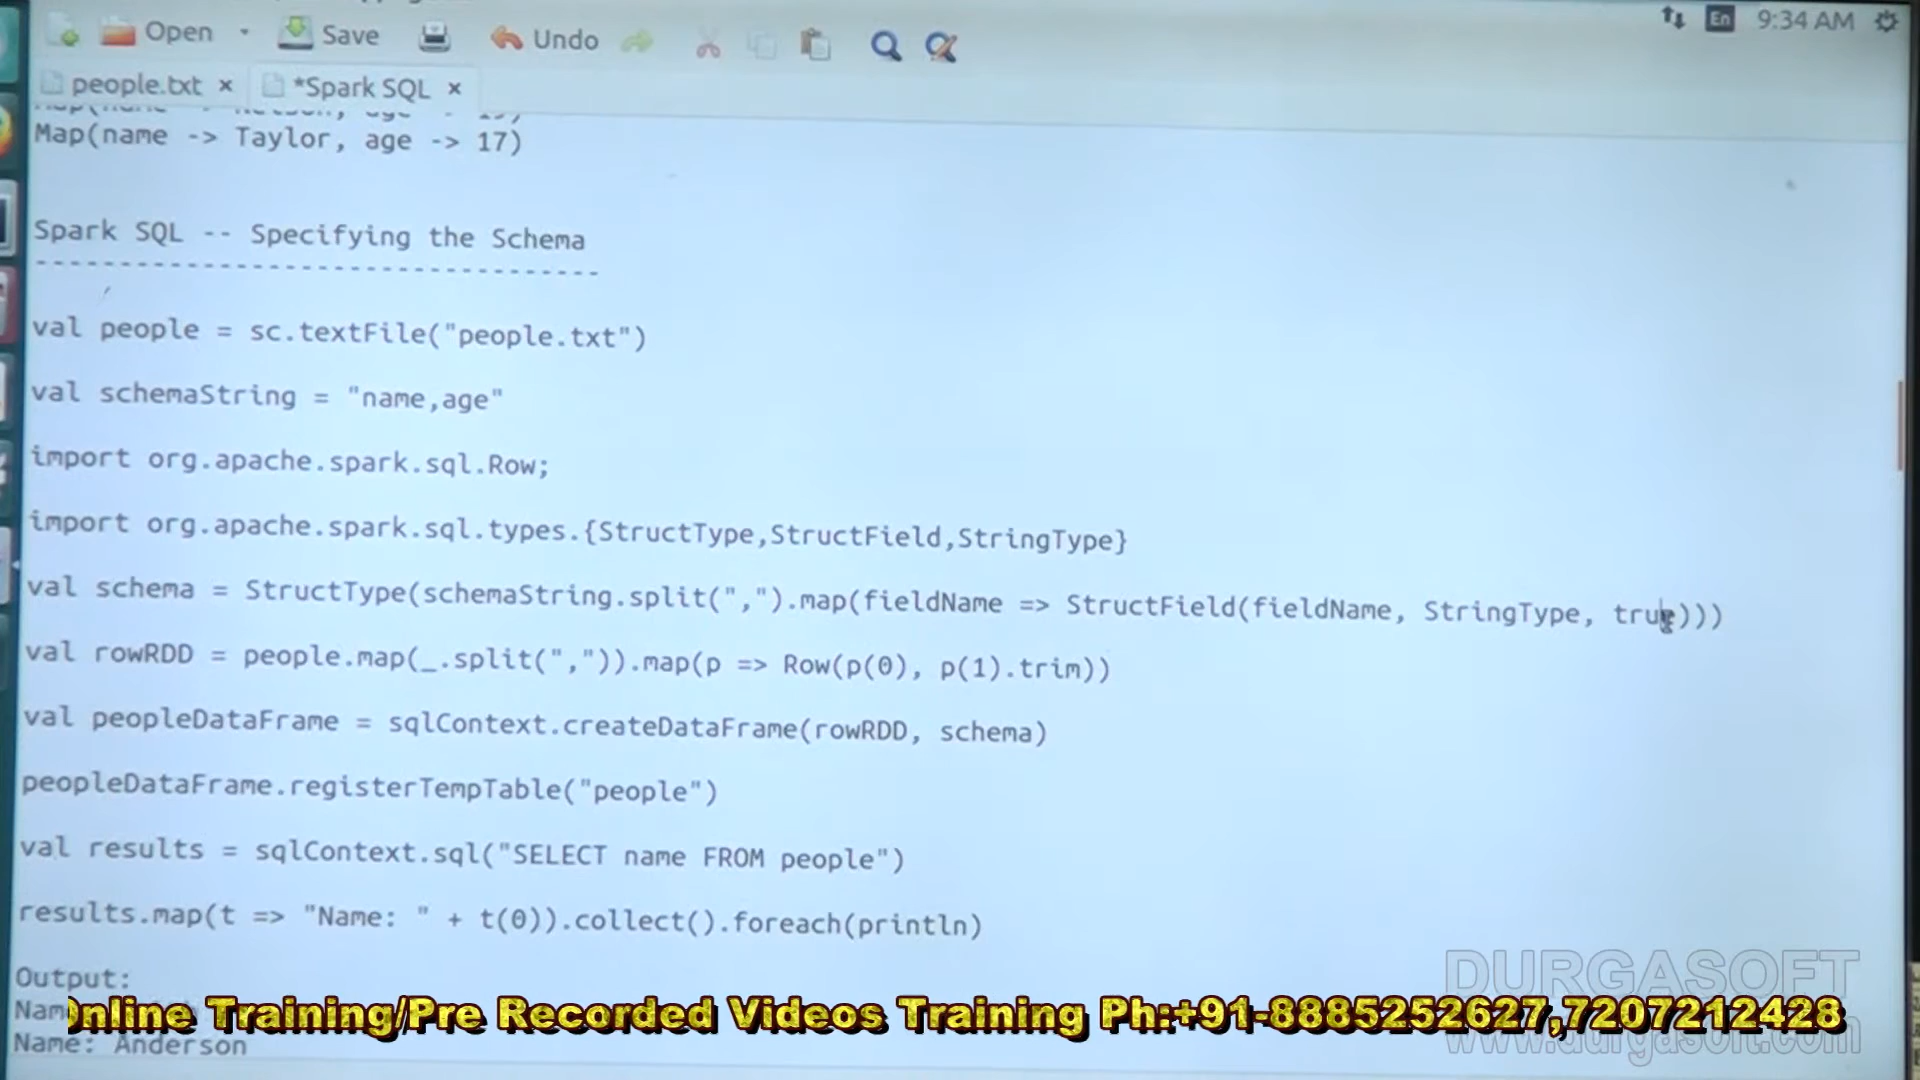 Open Save Undo En 9:34 AM
people.txt × *Spark SQL ×
Map(name -> Taylor, age -> 17)
Spark SQL -- Specifying the Schema
----------------------------------
val people = sc.textFile("people.txt")
val schemaString = "name,age"
import org.apache.spark.sql.Row;
import org.apache.spark.sql.types.{StructType,StructField,StringType}
val schema = StructType(schemaString.split(",").map(fieldName => StructField(fieldName, StringType, true)))
val rowRDD = people.map(_.split(",")).map(p => Row(p(0), p(1).trim))
val peopleDataFrame = sqlContext.createDataFrame(rowRDD, schema)
peopleDataFrame.registerTempTable("people")
val results = sqlContext.sql("SELECT name FROM people")
results.map(t => "Name: " + t(0)).collect().foreach(println)
Output:
Name: Anderson
Online Training/Pre Recorded Videos Training Ph:+91-8885252627,7207212428
DURGASOFT
www.durgasoft.com